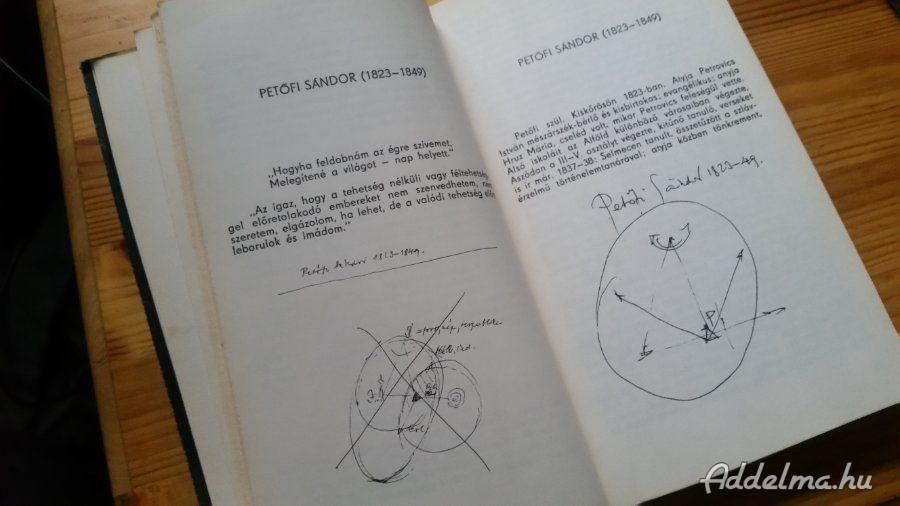 PETŐFI SÁNDOR (1823–1849)
„Hogyha feldobnám az égre szivemet,
Melegítené a világot – nap helyett."
„Az igaz, hogy a tehetség nélküli vagy féltehetség-
gel előretolakodó embereket nem szenvedhetem, nem
szeretem, elgázolom, ha lehet, de a valódi tehetség előtt
leborulok és imádom."
Petőfi Sándor 1823–1849.
PETŐFI SÁNDOR (1823–1849)
Petőfi szül. Kiskőrösön 1823-ban. Atyja Petrovics
István mészárszék-bérlő és kisbirtokos; evangélikus; anyja
Hruz Mária, cseléd volt, mikor Petrovics feleségül vette.
Alsó iskoláit az Alföld különböző városaiban végezte,
Aszódon a III–V. osztályt végezte, kitűnő tanuló, verseket
is ír már. 1837–38: Selmecen tanult, összetűzött a szláv-
érzelmű történelemtanárával; atyja közban tönkrement,
Petőfi Sándor 1823–49.
Addelma.hu